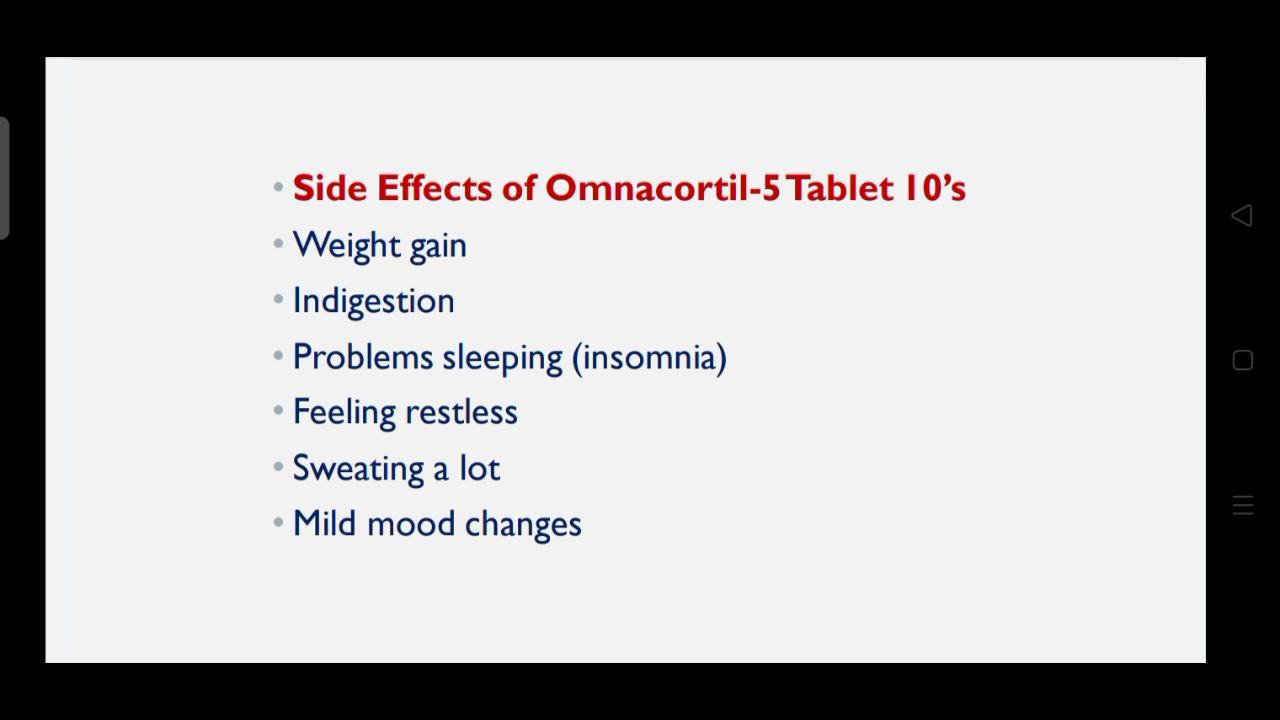 • Side Effects of Omnacortil-5 Tablet 10’s
• Weight gain
• Indigestion
• Problems sleeping (insomnia)
• Feeling restless
• Sweating a lot
• Mild mood changes